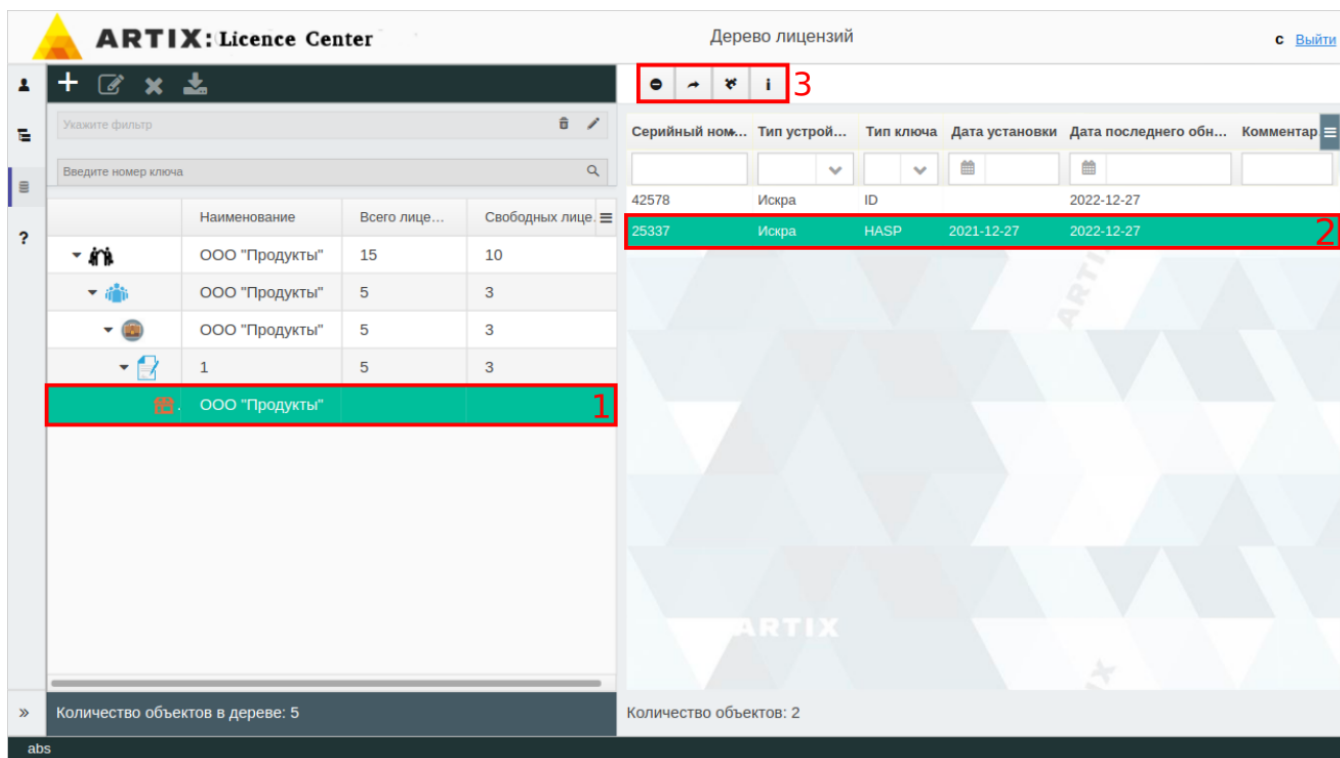 ARTIX: Licence Center
Дерево лицензий
с Выйти
3
Укажите фильтр
Введите номер ключа
Серийный ном... Тип устрой... Тип ключа Дата установки Дата последнего обн... Комментар
42578 Искра ID 2022-12-27
25337 Искра HASP 2021-12-27 2022-12-27 2
Наименование Всего лице... Свободных лице.
ООО "Продукты" 15 10
ООО "Продукты" 5 3
ООО "Продукты" 5 3
1 5 3
ООО "Продукты" 1
ARTIX
ARTIX
Количество объектов в дереве: 5
Количество объектов: 2
abs